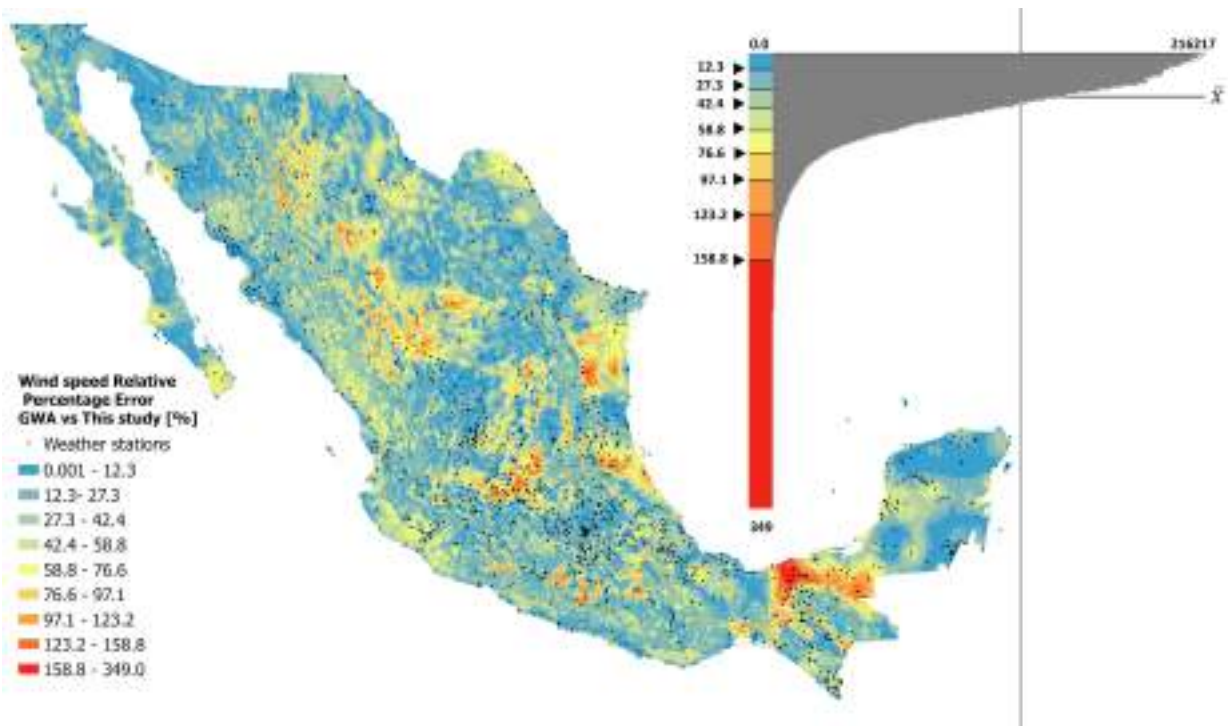 0.0
256217
12.3
27.3
42.4
58.8
76.6
97.1
123.2
158.8
349
x̄
Wind speed Relative
Percentage Error
GWA vs This study [%]
Weather stations
0.001 - 12.3
12.3- 27.3
27.3 - 42.4
42.4 - 58.8
58.8 - 76.6
76.6 - 97.1
97.1 - 123.2
123.2 - 158.8
158.8 - 349.0